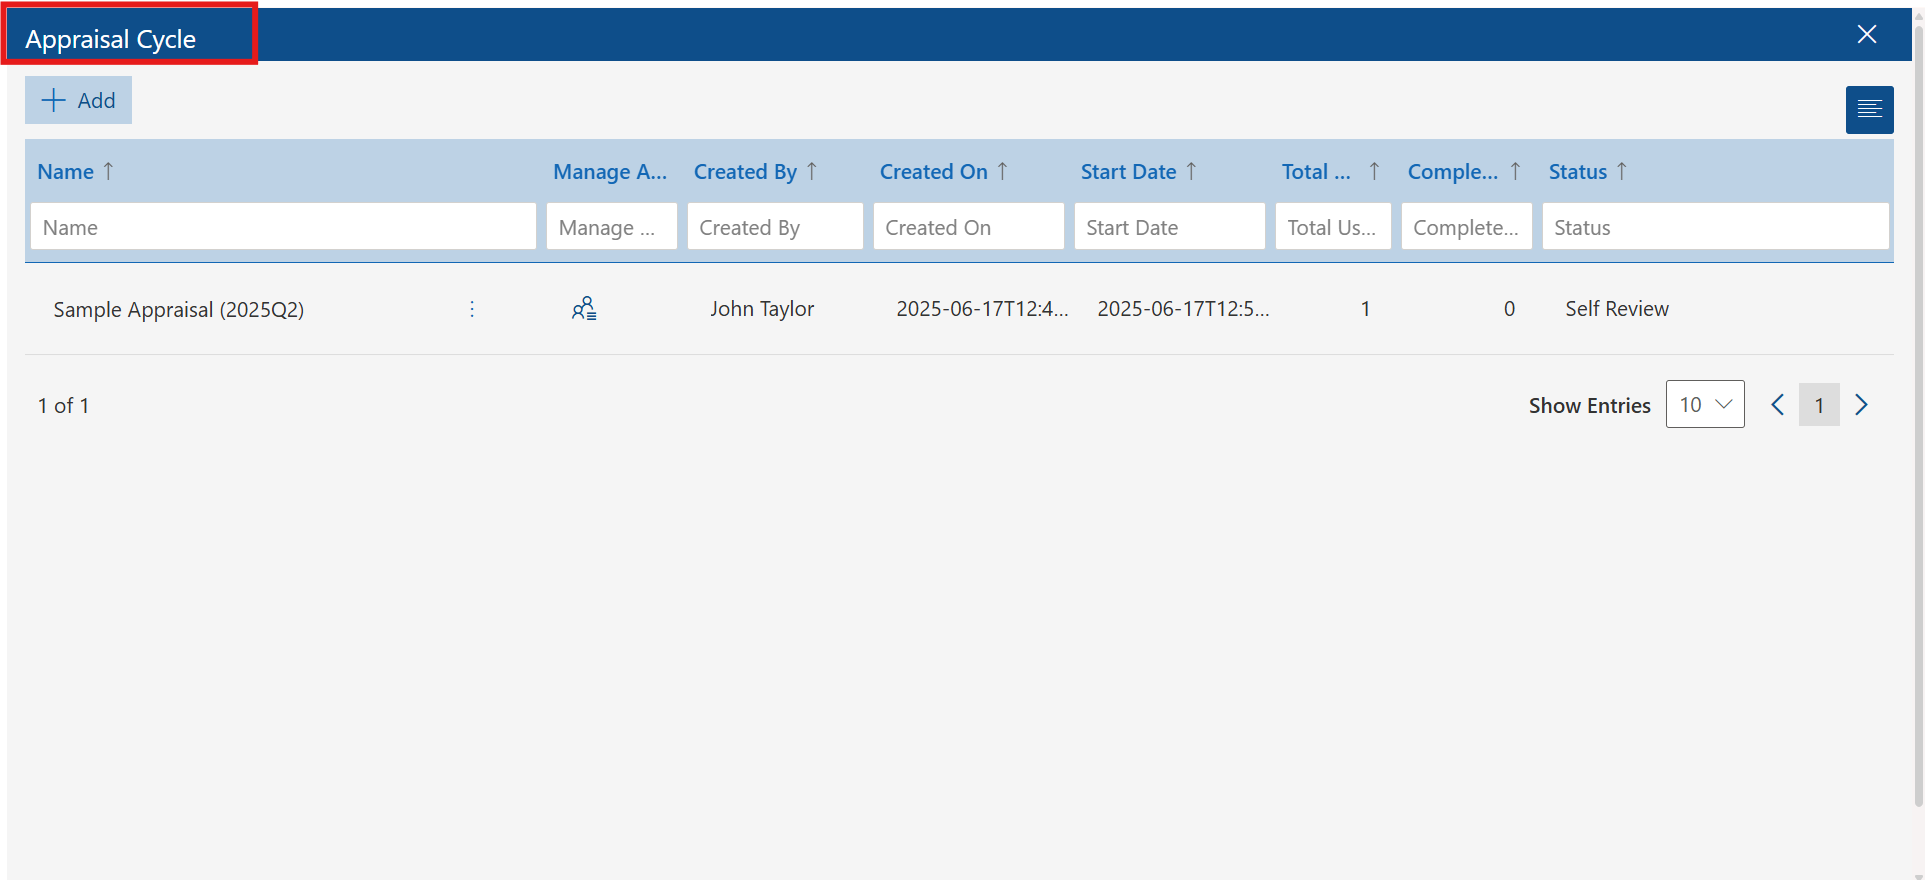 Appraisal Cycle
Add
Name Manage A... Created By Created On Start Date Total ... Comple... Status
Name Manage ... Created By Created On Start Date Total Us... Complete... Status
Sample Appraisal (2025Q2) John Taylor 2025-06-17T12:4... 2025-06-17T12:5... 1 0 Self Review
1 of 1 Show Entries 10 1